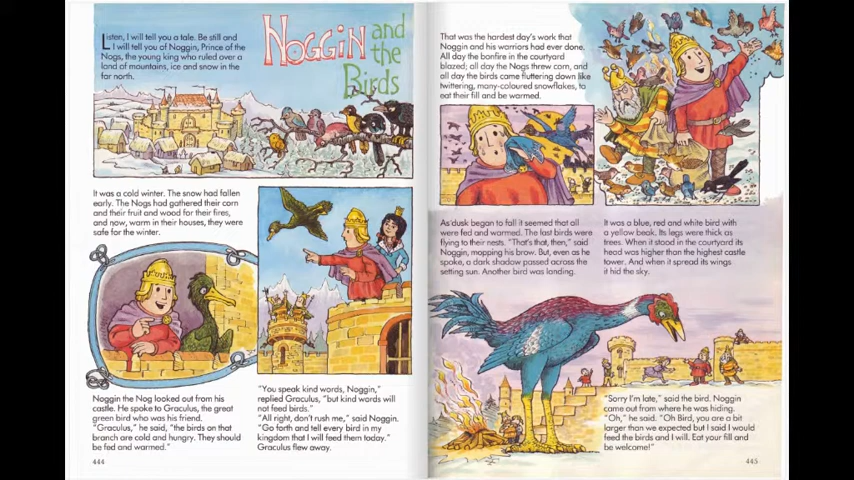 Listen, I will tell you a tale. Be still and
I will tell you of Noggin, Prince of the
Nogs, the young king who ruled over a
land of mountains, ice and snow in the
far north.
NOGGIN and
the
Birds
It was a cold winter. The snow had fallen
early. The Nogs had gathered their corn
and their fruit and wood for their fires,
and now, warm in their houses, they were
safe for the winter.
Noggin the Nog looked out from his
castle. He spoke to Graculus, the great
green bird who was his friend.
"Graculus," he said, "the birds on that
branch are cold and hungry. They should
be fed and warmed."
"You speak kind words, Noggin,"
replied Graculus, "but kind words will
not feed birds."
"All right, don't rush me," said Noggin.
"Go forth and tell every bird in my
kingdom that I will feed them today."
Graculus flew away.
444
That was the hardest day's work that
Noggin and his warriors had ever done.
All day the bonfire in the courtyard
blazed; all day the Nogs threw corn, and
all day the birds came fluttering down like
twittering, many-coloured snowflakes, to
eat their fill and be warmed.
As dusk began to fall it seemed that all
were fed and warmed. The last birds were
flying to their nests. "That's that, then," said
Noggin, mopping his brow. But, even as he
spoke, a dark shadow passed across the
setting sun. Another bird was landing.
It was a blue, red and white bird with
a yellow beak. Its legs were thick as
trees. When it stood in the courtyard its
head was higher than the highest castle
tower. And when it spread its wings
it hid the sky.
"Sorry I'm late," said the bird. Noggin
came out from where he was hiding.
"Oh," he said. "Oh Bird, you are a bit
larger than we expected but I said I would
feed the birds and I will. Eat your fill and
be welcome!"
445